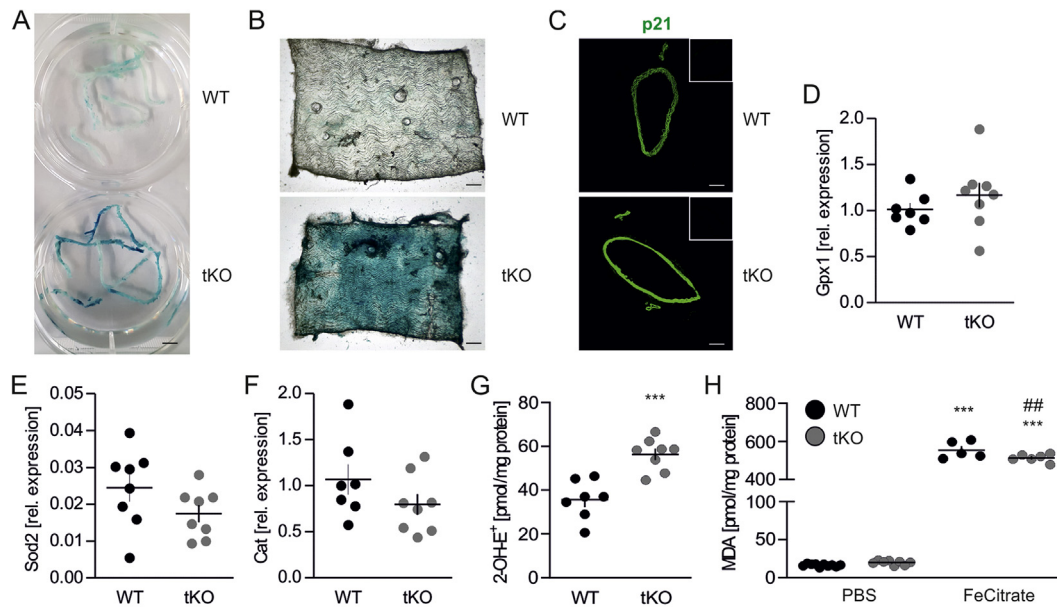 A
WT
tKO
B
WT
tKO
C
p21
WT
tKO
D
Gpx1 [rel. expression]
2.0
1.5
1.0
0.5
0.0
WT tKO
E
Sod2 [rel. expression]
0.05
0.04
0.03
0.02
0.01
0.00
WT tKO
F
Cat [rel. expression]
2.0
1.5
1.0
0.5
0.0
WT tKO
G
2-OH-E+ [pmol/mg protein]
80
60
40
20
0
***
WT tKO
H
MDA [pmol/mg protein]
800
600
400
100
50
0
WT
tKO
***
##
***
PBS FeCitrate